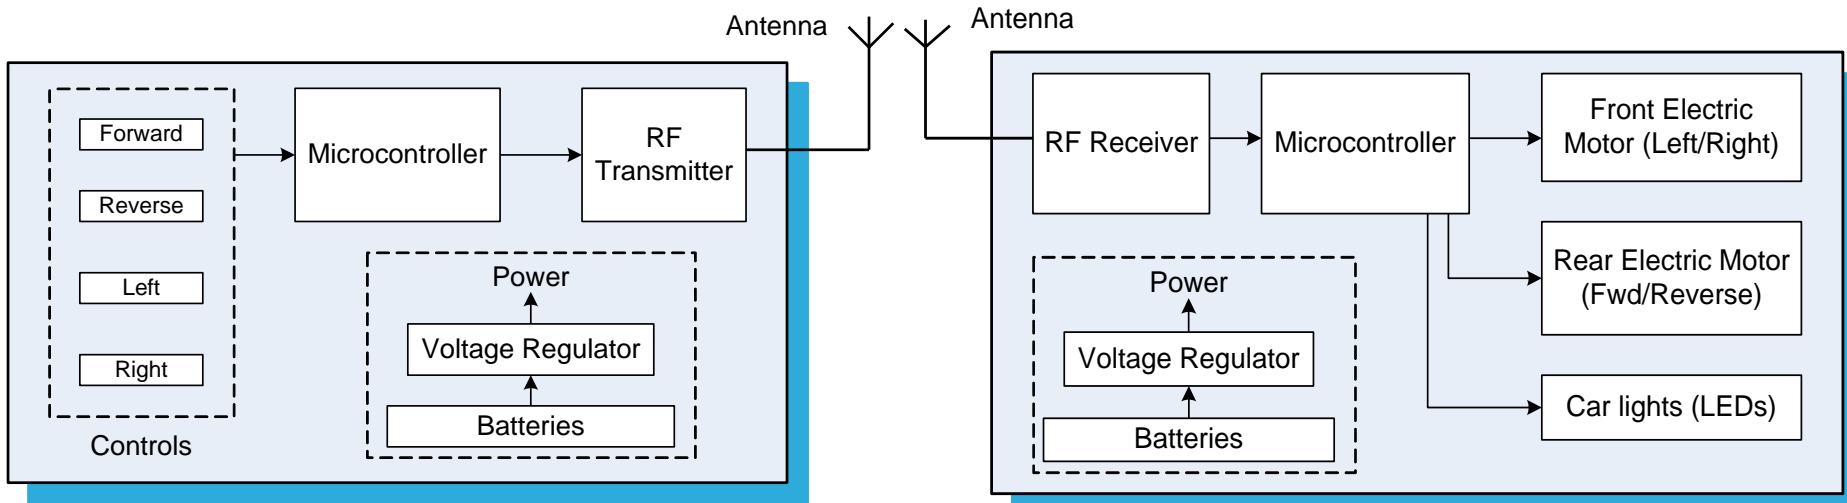 Antenna
Forward
Reverse
Left
Right
Controls
Microcontroller
RF
Transmitter
Power
Voltage Regulator
Batteries
Antenna
RF Receiver
Microcontroller
Front Electric
Motor (Left/Right)
Rear Electric Motor
(Fwd/Reverse)
Car lights (LEDs)
Power
Voltage Regulator
Batteries